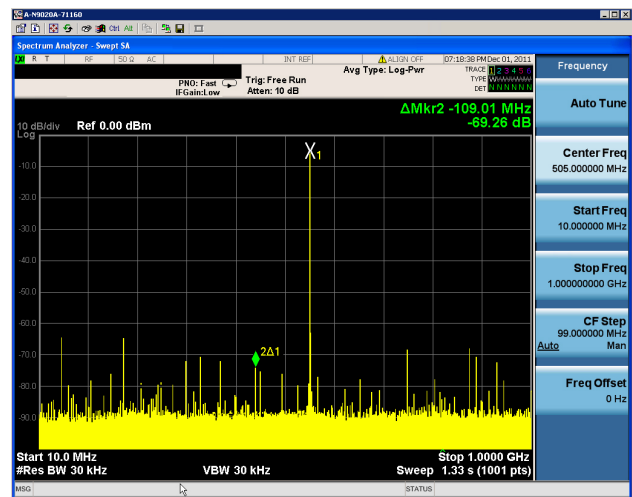 A-N9020A-71160
Ctrl Alt
Spectrum Analyzer - Swept SA
R T RF 50 Ω AC INT REF ALIGN OFF 07:18:38 PM Dec 01, 2011
PNO: Fast
IFGain:Low
Trig: Free Run
Atten: 10 dB
Avg Type: Log-Pwr
TRACE 1 2 3 4 5 6
TYPE
DET N N N N N N
ΔMkr2 -109.01 MHz
-69.26 dB
10 dB/div Ref 0.00 dBm
Log
1
-10.0
-20.0
-30.0
-40.0
-50.0
-60.0
2Δ1
-70.0
-80.0
-90.0
Start 10.0 MHz Stop 1.0000 GHz
#Res BW 30 kHz VBW 30 kHz Sweep 1.33 s (1001 pts)
MSG STATUS
Frequency
Auto Tune
Center Freq
505.000000 MHz
Start Freq
10.000000 MHz
Stop Freq
1.000000000 GHz
CF Step
99.000000 MHz
Auto Man
Freq Offset
0 Hz